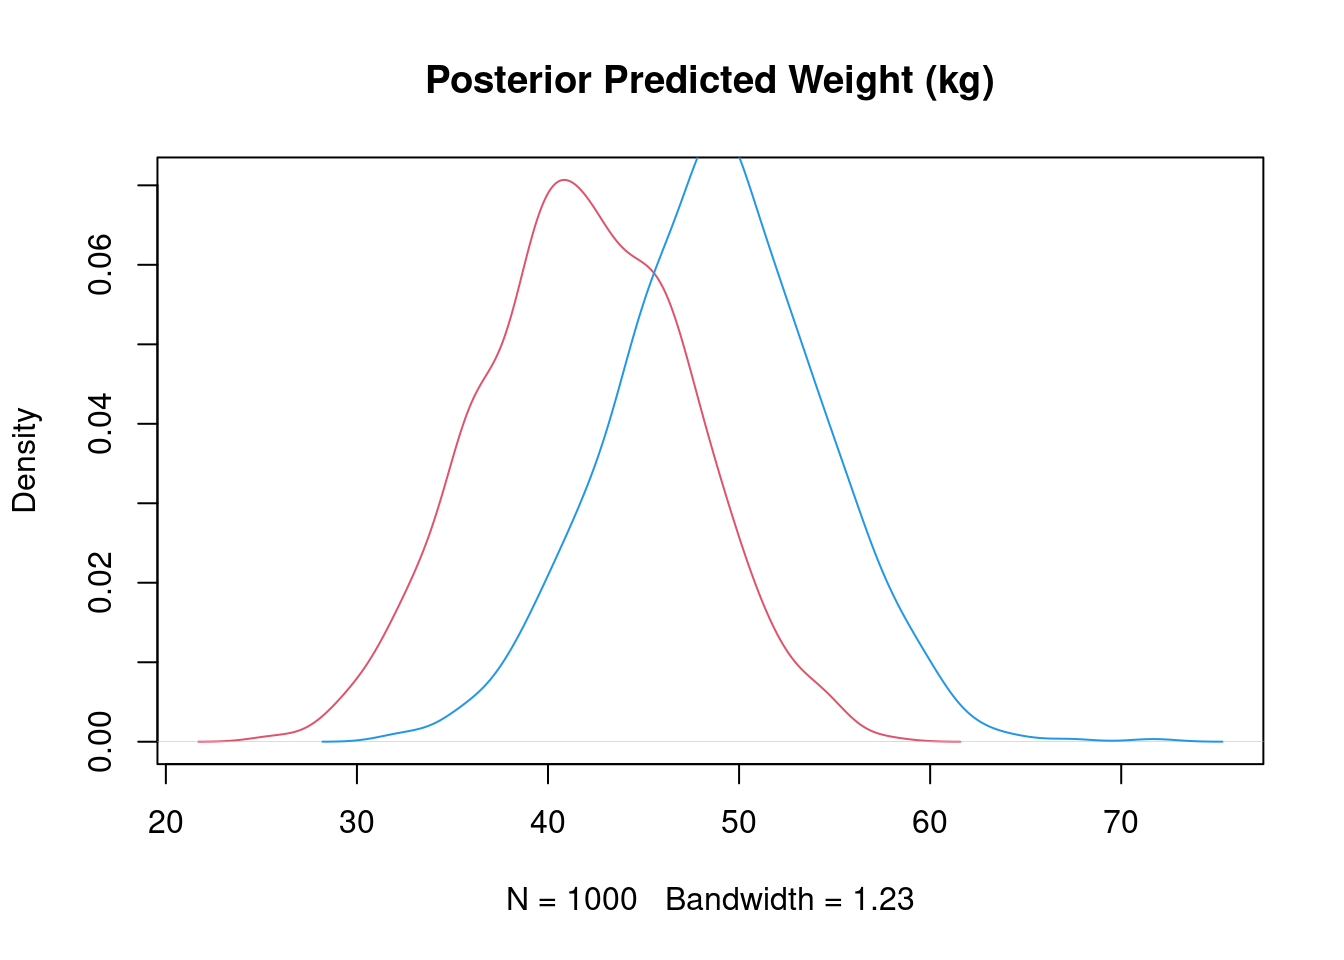 Posterior Predicted Weight (kg)
Density
0.06
0.04
0.02
0.00
20 30 40 50 60 70
N = 1000 Bandwidth = 1.23